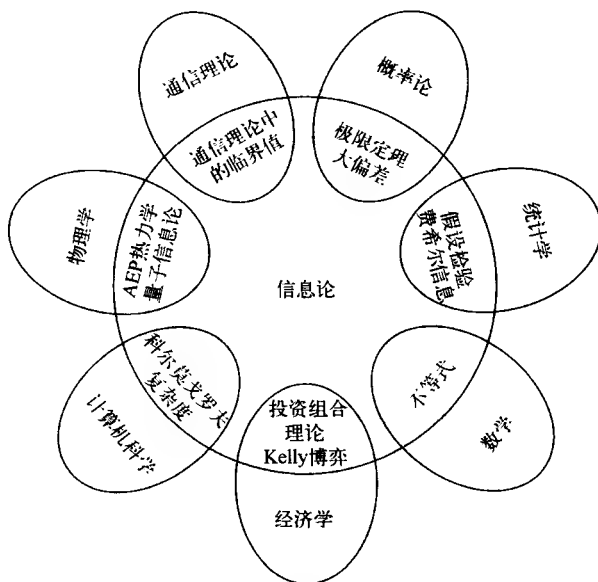 通信理论
通信理论中
的临界值
概率论
极限定理
大偏差
物理学
AEP热力学
量子信息论
假设检验
费希尔信息
统计学
信息论
科尔莫戈罗夫
复杂度
计算机科学
投资组合
理论
Kelly博弈
经济学
不等式
数学